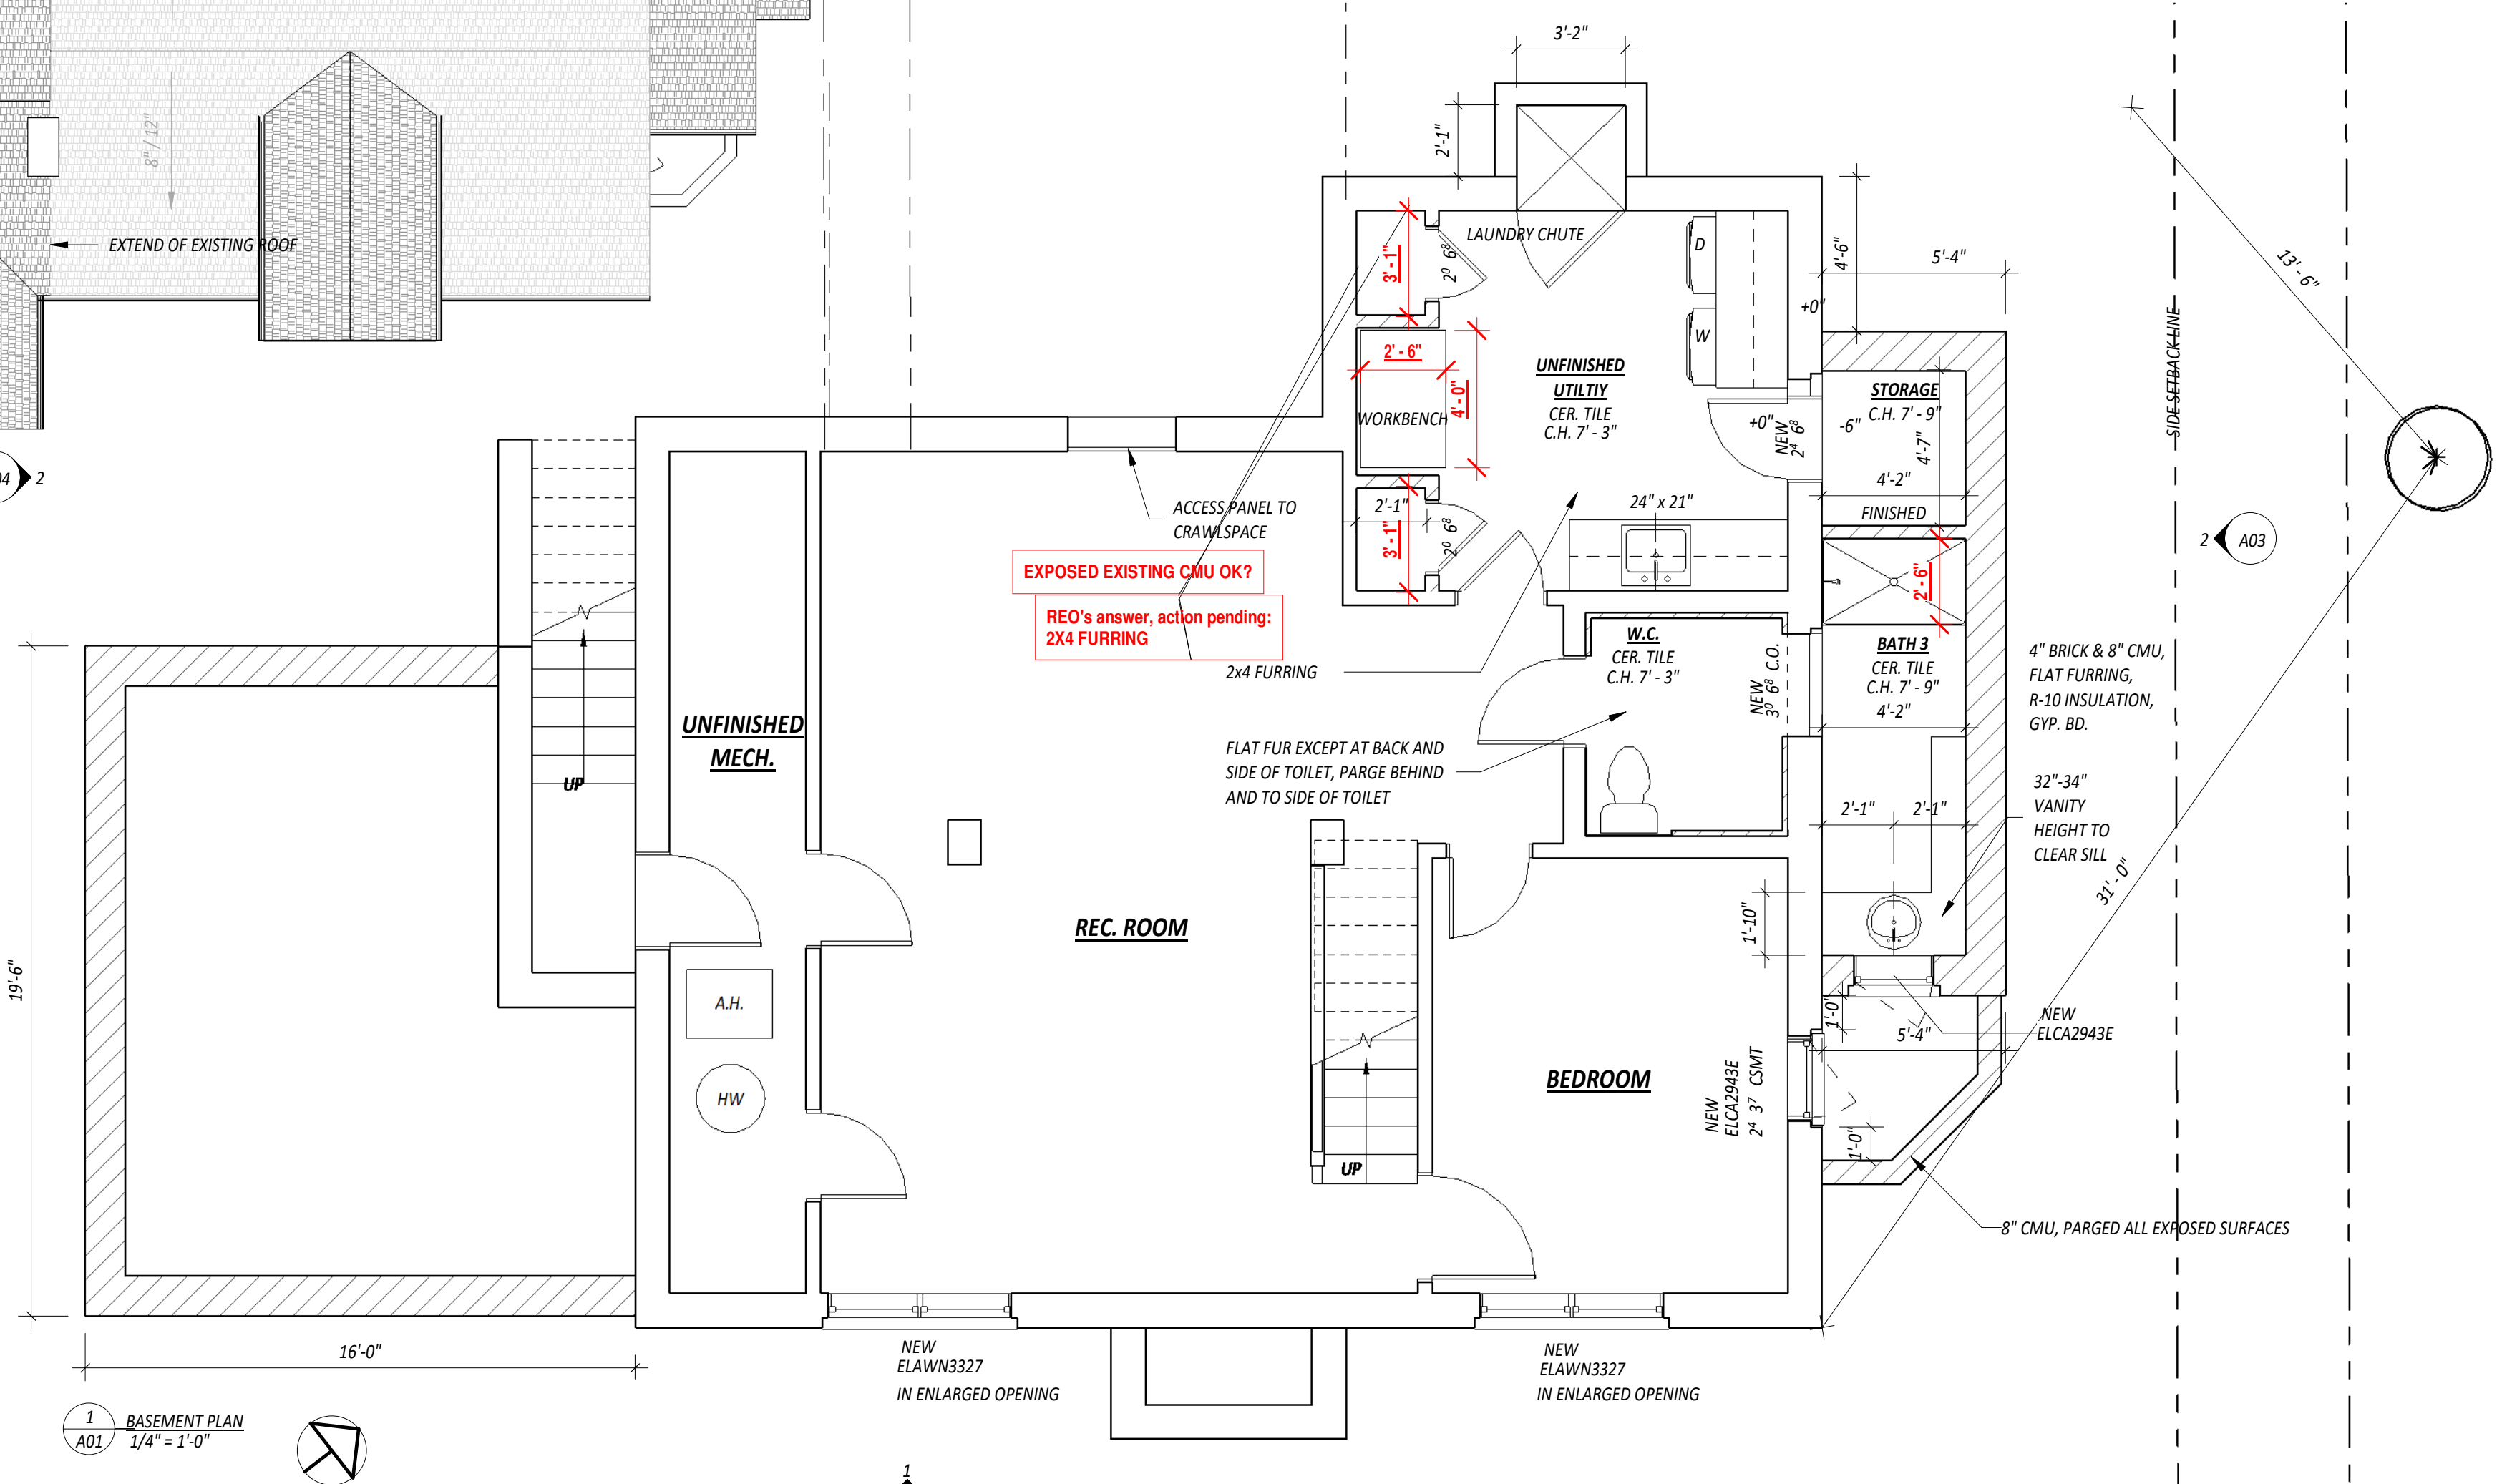 3'-2"
2'-1"
8" / 12"
EXTEND OF EXISTING ROOF
LAUNDRY CHUTE
3' - 1"
2⁰ 6⁸
D
W
4'-6"
5'-4"
+0"
13' - 6"
SIDE SETBACK LINE
2' - 6"
4' - 0"
WORKBENCH
UNFINISHED
UTILTIY
CER. TILE
C.H. 7' - 3"
STORAGE
C.H. 7' - 9"
+0"
-6"
NEW
2⁴ 6⁸
4'-7"
4'-2"
FINISHED
04
2
ACCESS PANEL TO
CRAWLSPACE
2'-1"
3' - 1"
2⁰ 6⁸
24" x 21"
2
A03
EXPOSED EXISTING CMU OK?
REO's answer, action pending:
2X4 FURRING
2x4 FURRING
2' - 6"
W.C.
CER. TILE
C.H. 7' - 3"
NEW
3⁰ 6⁸ C.O.
BATH 3
CER. TILE
C.H. 7' - 9"
4'-2"
4" BRICK & 8" CMU,
FLAT FURRING,
R-10 INSULATION,
GYP. BD.
UNFINISHED
MECH.
UP
FLAT FUR EXCEPT AT BACK AND
SIDE OF TOILET, PARGE BEHIND
AND TO SIDE OF TOILET
2'-1"
2'-1"
32"-34"
VANITY
HEIGHT TO
CLEAR SILL
31' - 0"
19'-6"
REC. ROOM
1'-10"
A.H.
HW
1'-0"
5'-4"
NEW
ELCA2943E
BEDROOM
NEW
ELCA2943E
2⁴ 3⁷ CSMT
1'-0"
UP
8" CMU, PARGED ALL EXPOSED SURFACES
16'-0"
NEW
ELAWN3327
IN ENLARGED OPENING
NEW
ELAWN3327
IN ENLARGED OPENING
1
A01
BASEMENT PLAN
1/4" = 1'-0"
1